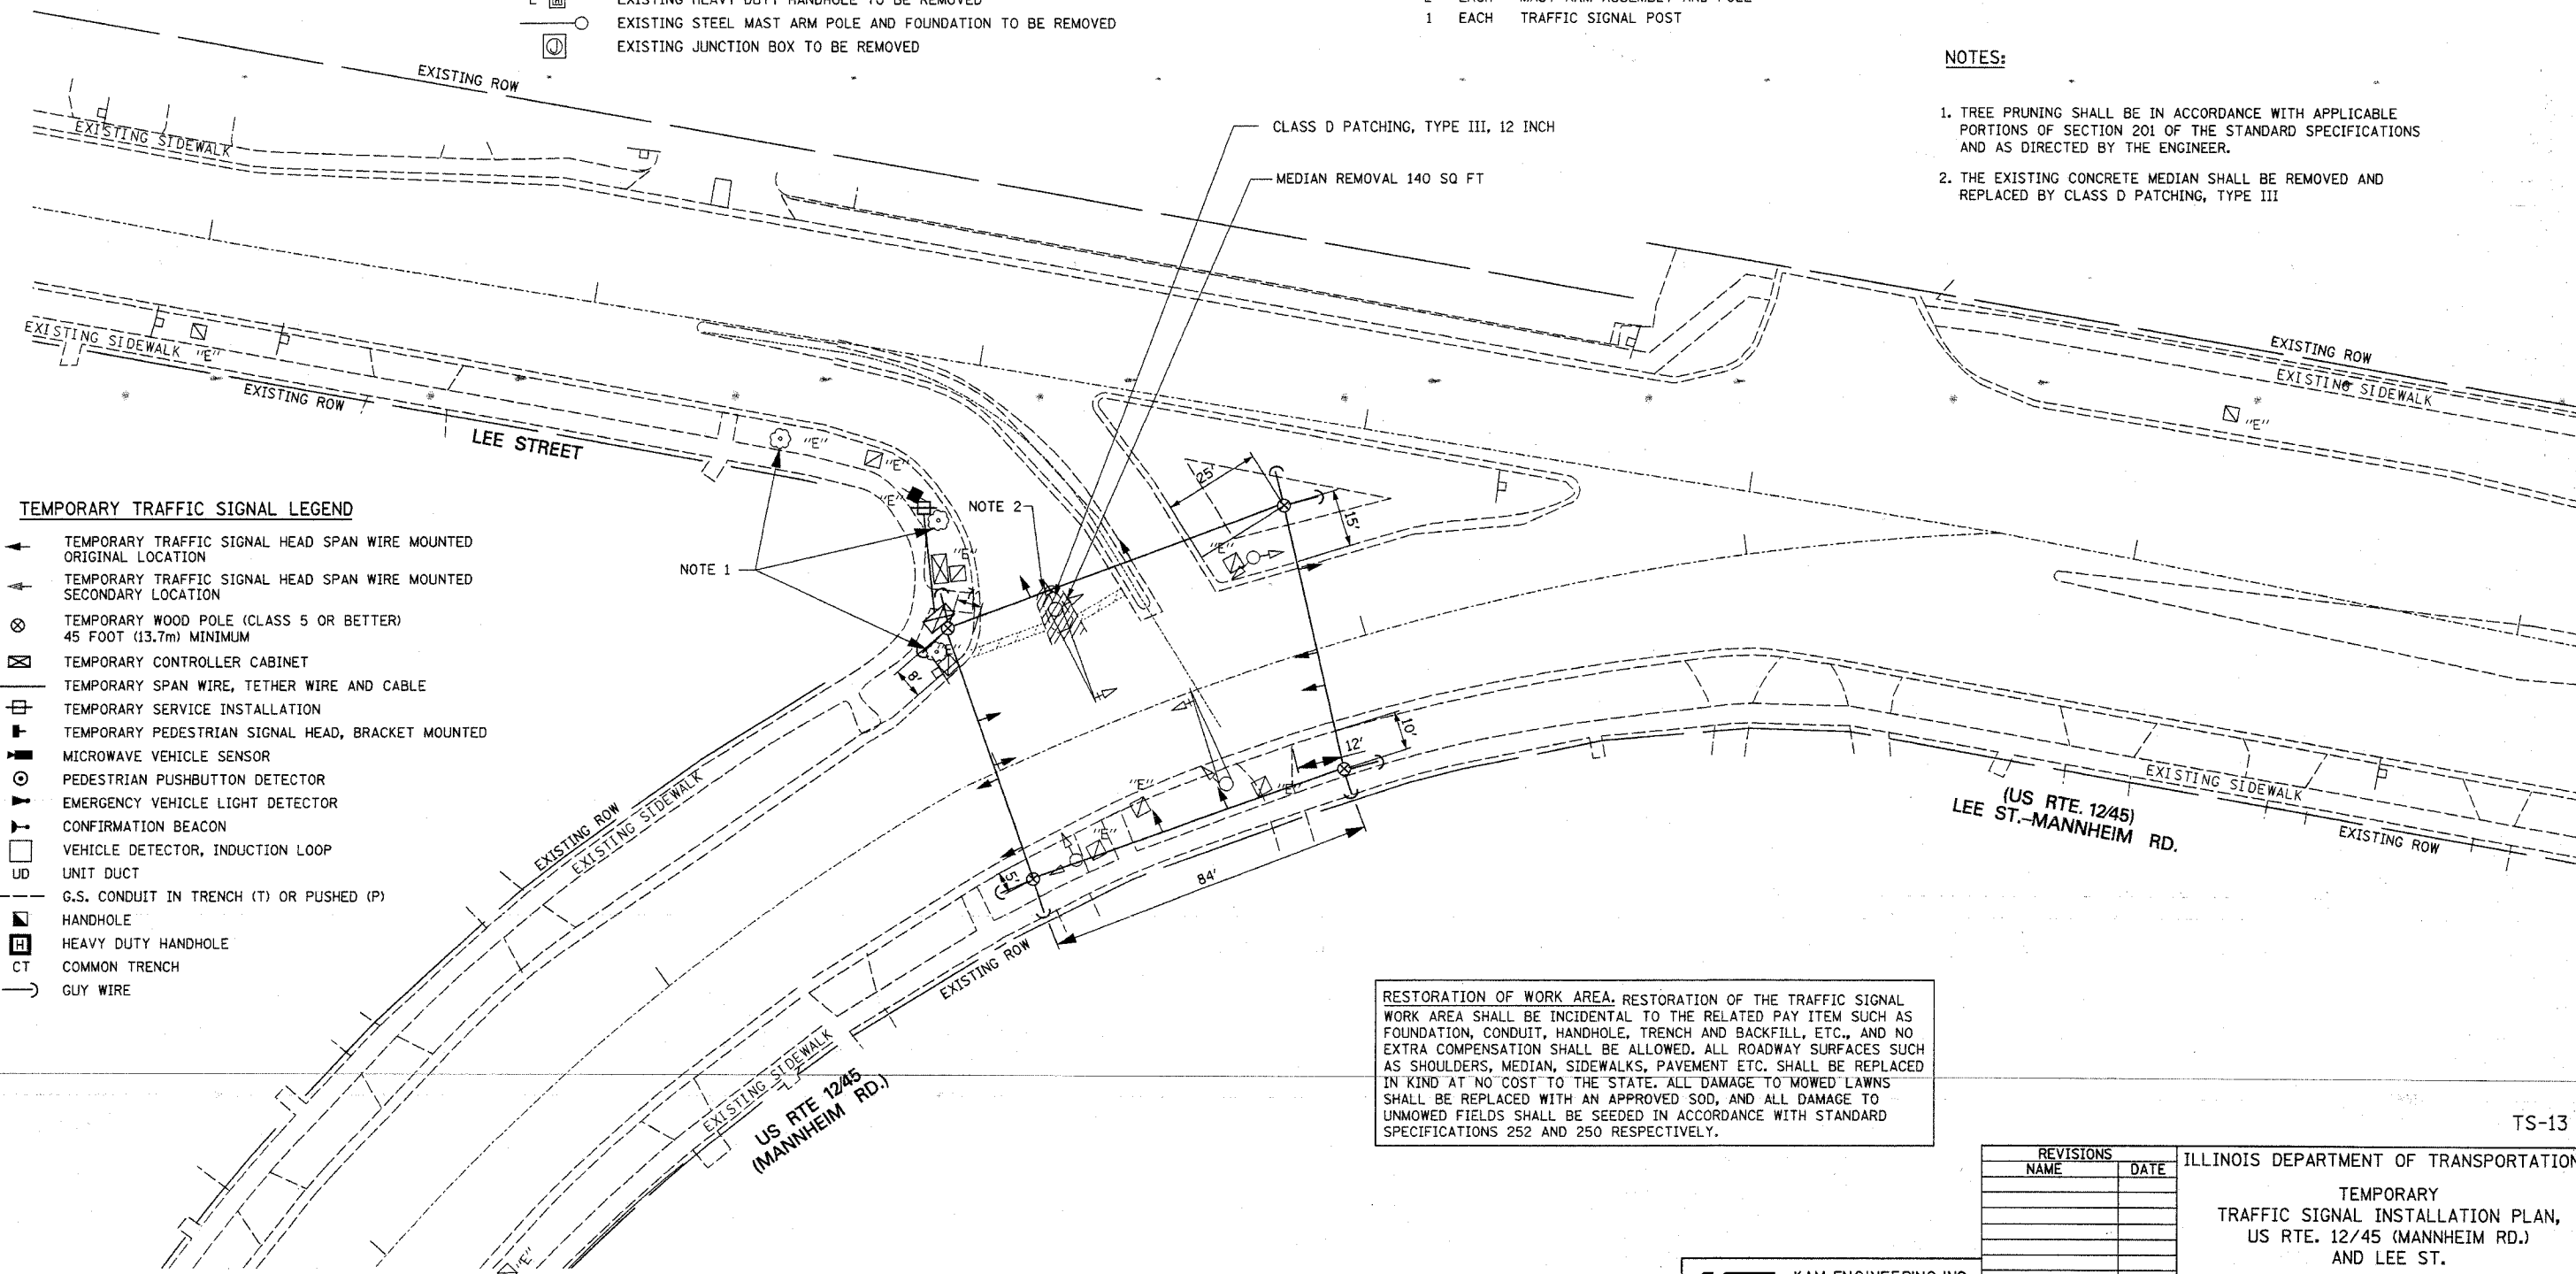 EXISTING HEAVY DUTY HANDHOLE TO BE REMOVED
EXISTING STEEL MAST ARM POLE AND FOUNDATION TO BE REMOVED
J EXISTING JUNCTION BOX TO BE REMOVED
EACH MAST ARM ASSEMBLY AND POLE
1 EACH TRAFFIC SIGNAL POST
NOTES:
1. TREE PRUNING SHALL BE IN ACCORDANCE WITH APPLICABLE
PORTIONS OF SECTION 201 OF THE STANDARD SPECIFICATIONS
AND AS DIRECTED BY THE ENGINEER.
2. THE EXISTING CONCRETE MEDIAN SHALL BE REMOVED AND
REPLACED BY CLASS D PATCHING, TYPE III
EXISTING ROW
CLASS D PATCHING, TYPE III, 12 INCH
MEDIAN REMOVAL 140 SQ FT
EXISTING SIDEWALK
EXISTING SIDEWALK "E"
EXISTING ROW
LEE STREET
"E"
"E"
"E"
"E"
"E"
NOTE 1
NOTE 2
25'
15'
8'
EXISTING ROW
EXISTING SIDEWALK
"E"
TEMPORARY TRAFFIC SIGNAL LEGEND
TEMPORARY TRAFFIC SIGNAL HEAD SPAN WIRE MOUNTED
ORIGINAL LOCATION
TEMPORARY TRAFFIC SIGNAL HEAD SPAN WIRE MOUNTED
SECONDARY LOCATION
TEMPORARY WOOD POLE (CLASS 5 OR BETTER)
45 FOOT (13.7m) MINIMUM
TEMPORARY CONTROLLER CABINET
TEMPORARY SPAN WIRE, TETHER WIRE AND CABLE
TEMPORARY SERVICE INSTALLATION
TEMPORARY PEDESTRIAN SIGNAL HEAD, BRACKET MOUNTED
MICROWAVE VEHICLE SENSOR
PEDESTRIAN PUSHBUTTON DETECTOR
EMERGENCY VEHICLE LIGHT DETECTOR
CONFIRMATION BEACON
VEHICLE DETECTOR, INDUCTION LOOP
UD UNIT DUCT
G.S. CONDUIT IN TRENCH (T) OR PUSHED (P)
HANDHOLE
H HEAVY DUTY HANDHOLE
CT COMMON TRENCH
GUY WIRE
10'
12'
"E"
"E"
"E"
5'
84'
EXISTING ROW
EXISTING SIDEWALK
EXISTING ROW
EXISTING SIDEWALK
US RTE 12/45
(MANNHEIM RD.)
"E"
EXISTING SIDEWALK
(US RTE. 12/45)
LEE ST.-MANNHEIM RD.
EXISTING ROW
RESTORATION OF WORK AREA. RESTORATION OF THE TRAFFIC SIGNAL
WORK AREA SHALL BE INCIDENTAL TO THE RELATED PAY ITEM SUCH AS
FOUNDATION, CONDUIT, HANDHOLE, TRENCH AND BACKFILL, ETC., AND NO
EXTRA COMPENSATION SHALL BE ALLOWED. ALL ROADWAY SURFACES SUCH
AS SHOULDERS, MEDIAN, SIDEWALKS, PAVEMENT ETC. SHALL BE REPLACED
IN KIND AT NO COST TO THE STATE. ALL DAMAGE TO MOWED LAWNS
SHALL BE REPLACED WITH AN APPROVED SOD, AND ALL DAMAGE TO
UNMOWED FIELDS SHALL BE SEEDED IN ACCORDANCE WITH STANDARD
SPECIFICATIONS 252 AND 250 RESPECTIVELY.
TS-13
REVISIONS
NAME DATE
ILLINOIS DEPARTMENT OF TRANSPORTATION
TEMPORARY
TRAFFIC SIGNAL INSTALLATION PLAN,
US RTE. 12/45 (MANNHEIM RD.)
AND LEE ST.
KAM ENGINEERING INC.